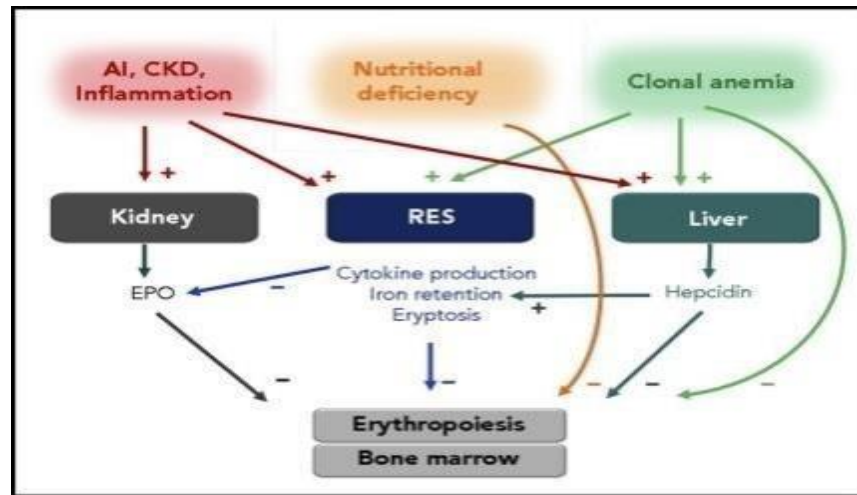 AI, CKD,
Inflammation
Nutritional
deficiency
Clonal anemia
+
+
+
+
+
Kidney
RES
Liver
EPO
–
Cytokine production
Iron retention
Eryptosis
+
Hepcidin
–
–
–
–
–
Erythropoiesis
Bone marrow